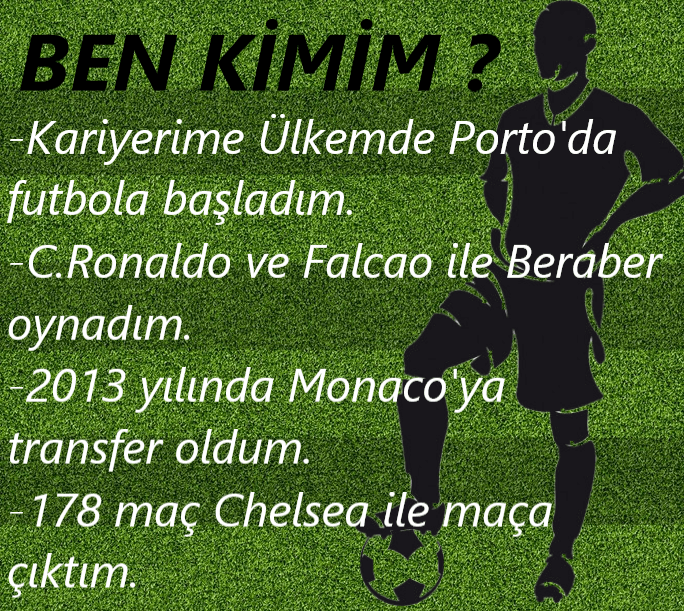 BEN KİMİM ?
-Kariyerime Ülkemde Porto'da
futbola başladım.
-C.Ronaldo ve Falcao ile Beraber
oynadım.
-2013 yılında Monaco'ya
transfer oldum.
-178 maç Chelsea ile maça
çıktım.